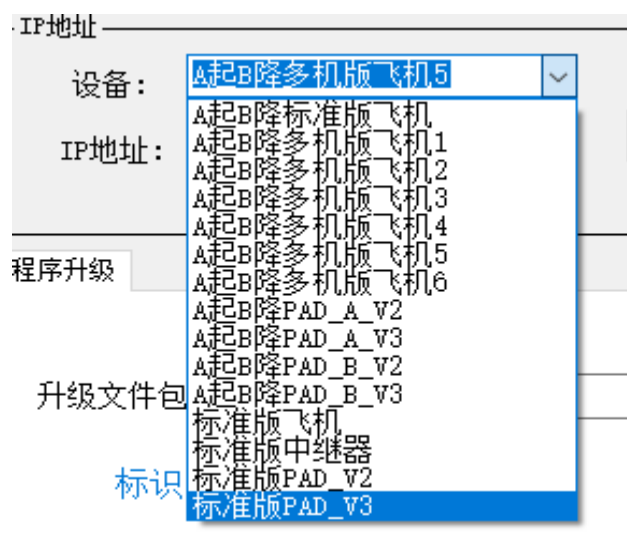 IP地址
设备: A起B降多机版飞机5
IP地址:
A起B降标准版飞机
A起B降多机版飞机1
A起B降多机版飞机2
A起B降多机版飞机3
A起B降多机版飞机4
A起B降多机版飞机5
A起B降多机版飞机6
A起B降PAD_A_V2
A起B降PAD_A_V3
A起B降PAD_B_V2
A起B降PAD_B_V3
标准版飞机
标准版中继器
标准版PAD_V2
标准版PAD_V3
程序升级
升级文件包
标识